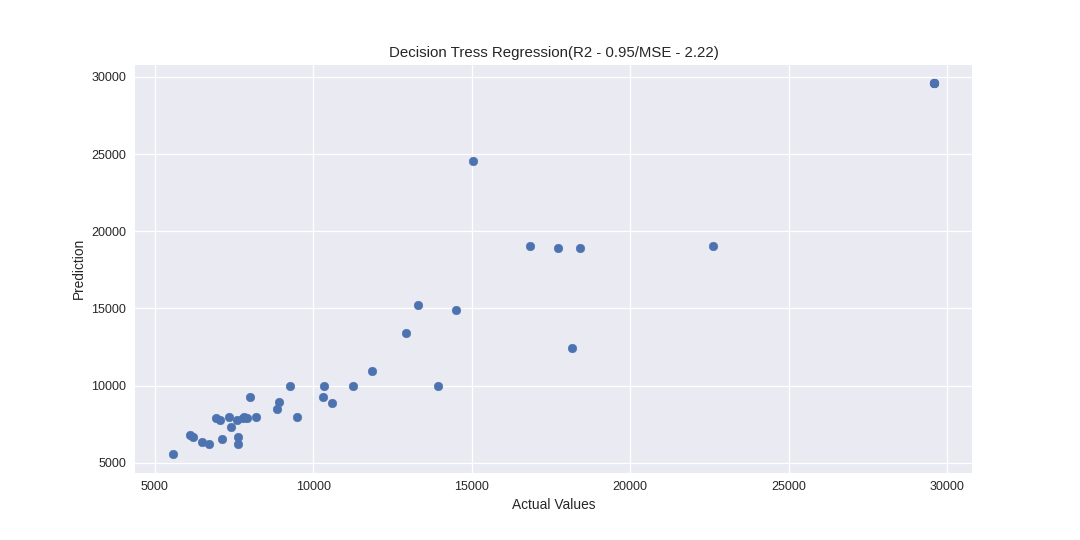 Decision Tress Regression(R2 - 0.95/MSE - 2.22)
30000
25000
20000
15000
10000
5000
Prediction
5000 10000 15000 20000 25000 30000
Actual Values